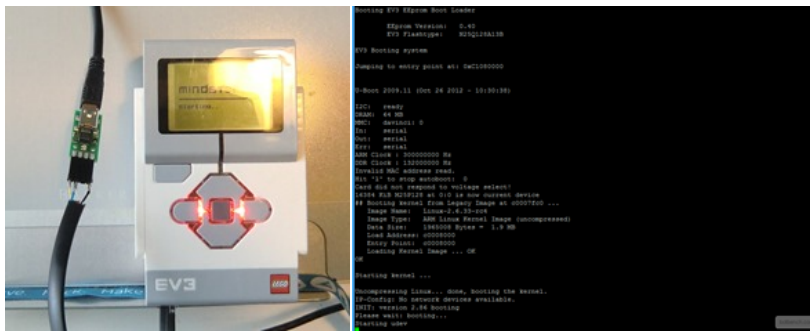 mindst
starting..
EV3
LEGO
Booting EV3 EEprom Boot Loader
EEprom Version: 0.40
EV3 Flashtype: N25Q128A13B
EV3 Booting system
Jumping to entry point at: 0xC1080000
U-Boot 2009.11 (Oct 26 2012 - 10:30:38)
I2C: ready
DRAM: 64 MB
MMC: davinci: 0
In: serial
Out: serial
Err: serial
ARM Clock : 300000000 Hz
DDR Clock : 132000000 Hz
Invalid MAC address read.
Hit 'l' to stop autoboot: 0
Card did not respond to voltage select!
16384 KiB M25P128 at 0:0 is now current device
## Booting kernel from Legacy Image at c0007fc0 ...
Image Name: Linux-2.6.33-rc4
Image Type: ARM Linux Kernel Image (uncompressed)
Data Size: 1965008 Bytes = 1.9 MB
Load Address: c0008000
Entry Point: c0008000
Loading Kernel Image ... OK
OK
Starting kernel ...
Uncompressing Linux... done, booting the kernel.
IP-Config: No network devices available.
INIT: version 2.86 booting
Please wait: booting...
Starting udev